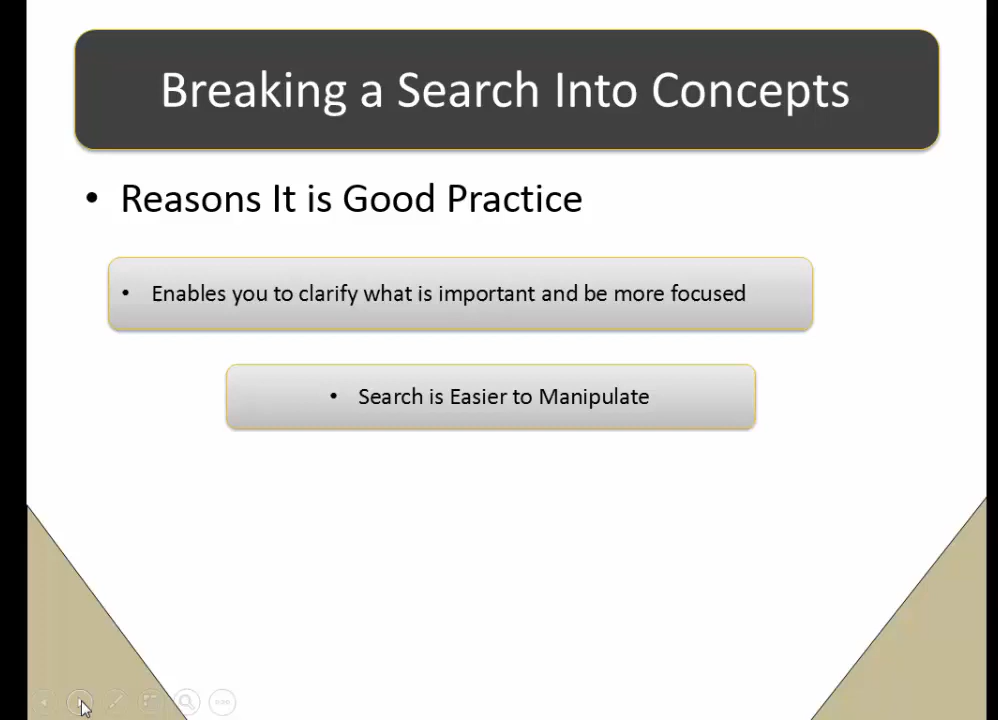 Breaking a Search Into Concepts
• Reasons It is Good Practice
• Enables you to clarify what is important and be more focused
• Search is Easier to Manipulate